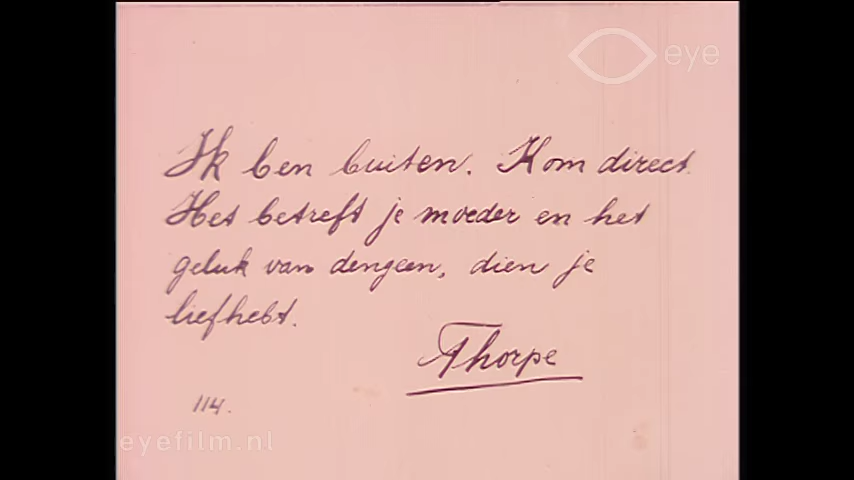 eye
Ik ben buiten. Kom direct.
Het betreft je moeder en het
geluk van dengeen, dien je
liefhebt.
Thorpe
114.
eyefilm.nl